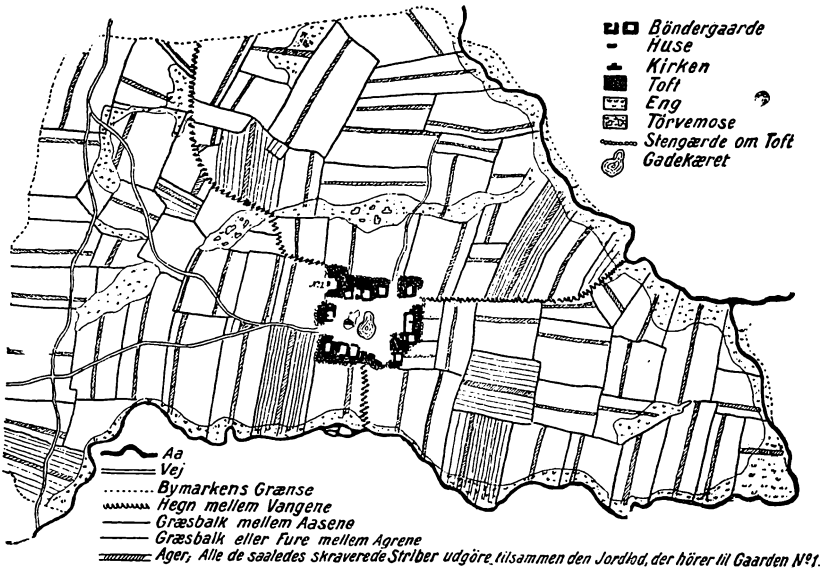 Böndergaarde
Huse
Kirken
Toft
Eng
Törvemose
Stengærde om Toft
Gadekæret
Aa
Vej
Bymarkens Grænse
Hegn mellem Vangene
Græsbalk mellem Aasene
Græsbalk eller Fure mellem Agrene
Ager; Alle de saaledes skraverede Striber udgöre tilsammen den Jordlod, der hörer til Gaarden Nº1.